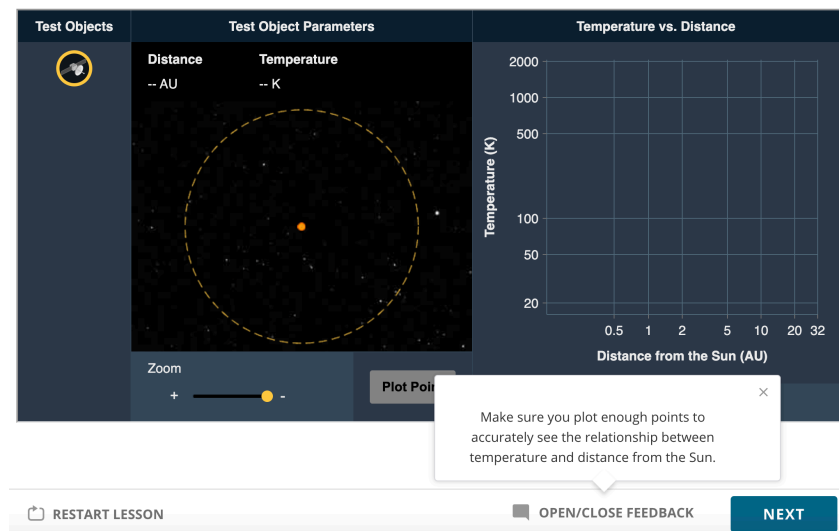 Test Objects
Test Object Parameters
Temperature vs. Distance
Distance Temperature
-- AU -- K
2000
1000
500
100
50
20
Temperature (K)
0.5 1 2 5 10 20 32
Distance from the Sun (AU)
Zoom
+ -
Plot Poi
Make sure you plot enough points to
accurately see the relationship between
temperature and distance from the Sun.
×
RESTART LESSON
OPEN/CLOSE FEEDBACK
NEXT